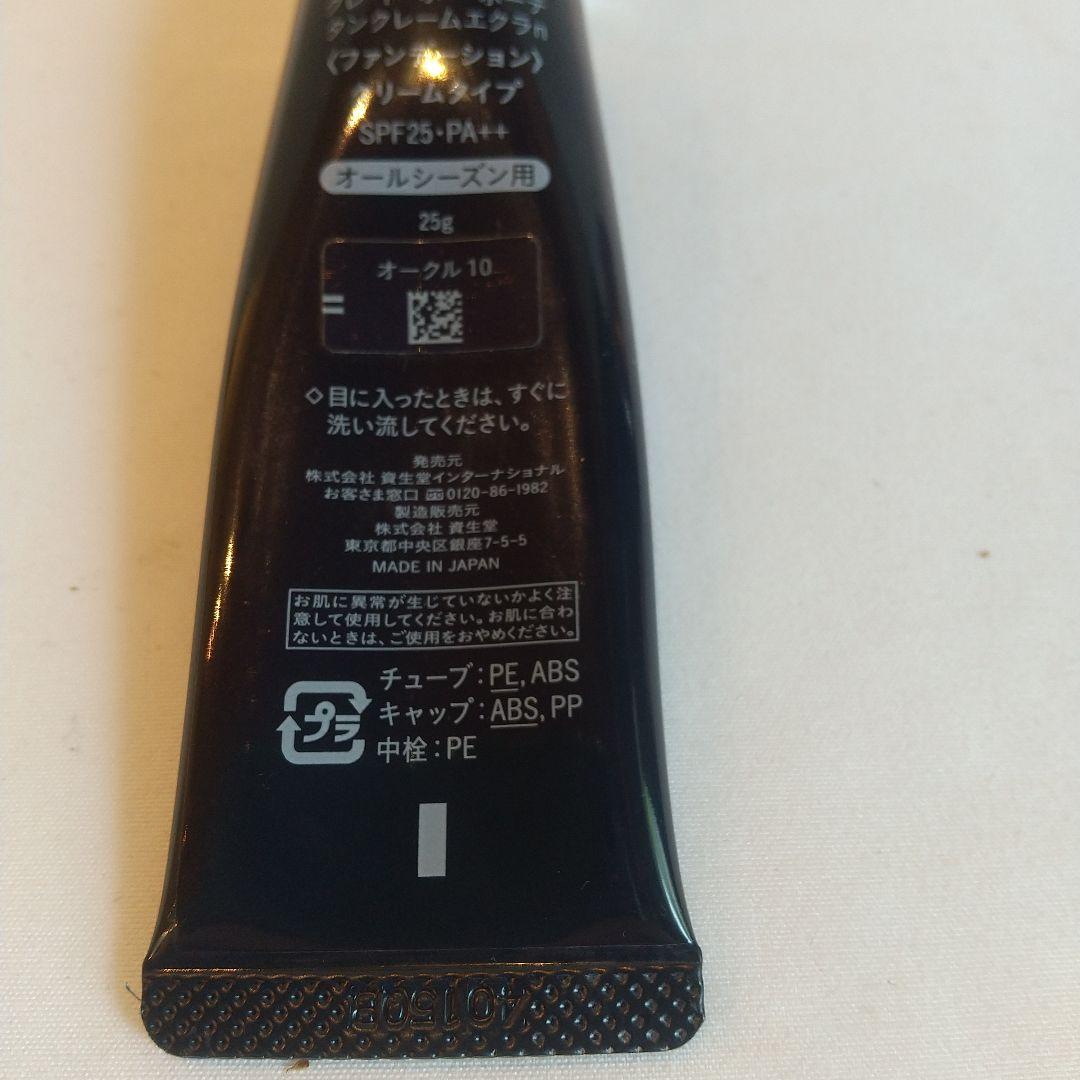 タンクレームエクラn
〈ファンデーション〉
クリームタイプ
SPF25・PA++
オールシーズン用
25g
オークル10
◇目に入ったときは、すぐに
洗い流してください。
発売元
株式会社 資生堂インターナショナル
お客さま窓口 0120-86-1982
製造販売元
株式会社 資生堂
東京都中央区銀座7-5-5
MADE IN JAPAN
お肌に異常が生じていないかよく注
意して使用してください。お肌に合わ
ないときは、ご使用をおやめください。
プラ
チューブ:PE, ABS
キャップ:ABS, PP
中栓:PE